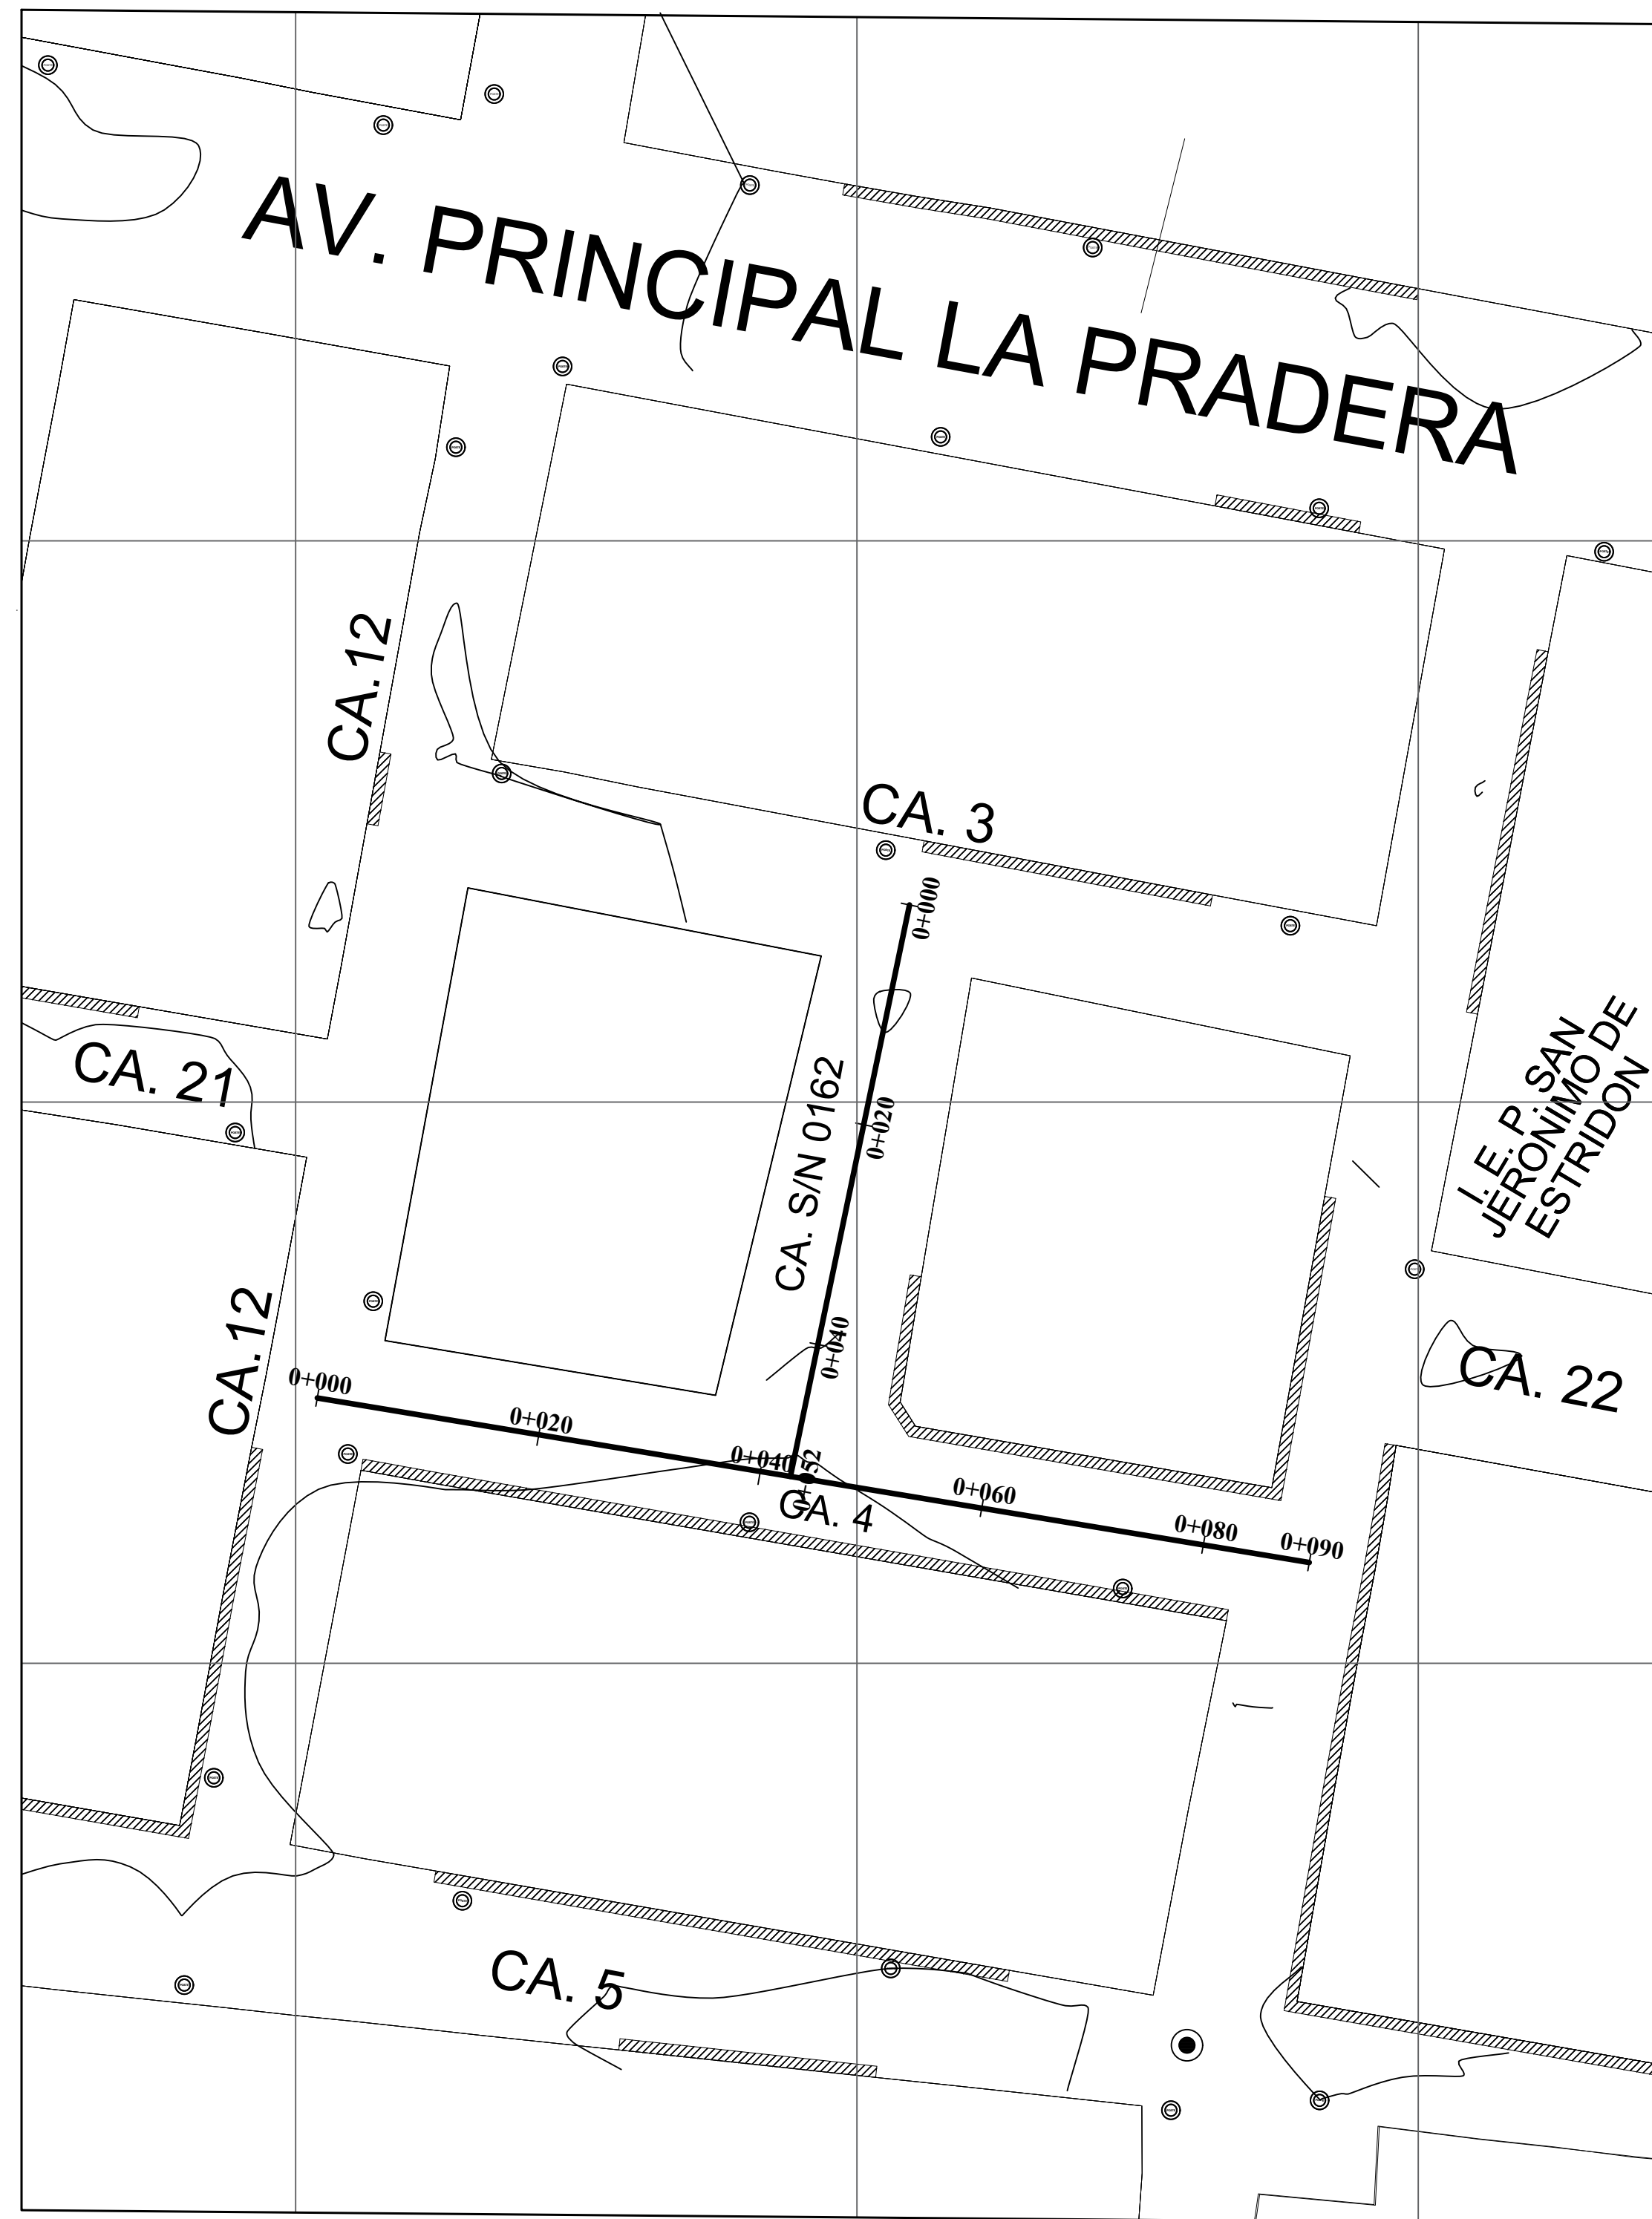 AV. PRINCIPAL LA PRADERA
CA.12
CA. 3
0+000
CA. 21
CA. S/N 0162
0+020
I. E. P. SAN
JERONIMO DE
ESTRIDON
CA.12
0+040
CA. 22
0+000
0+020
0+040
0+060
0+080
0+090
CA. 4
CA. 5